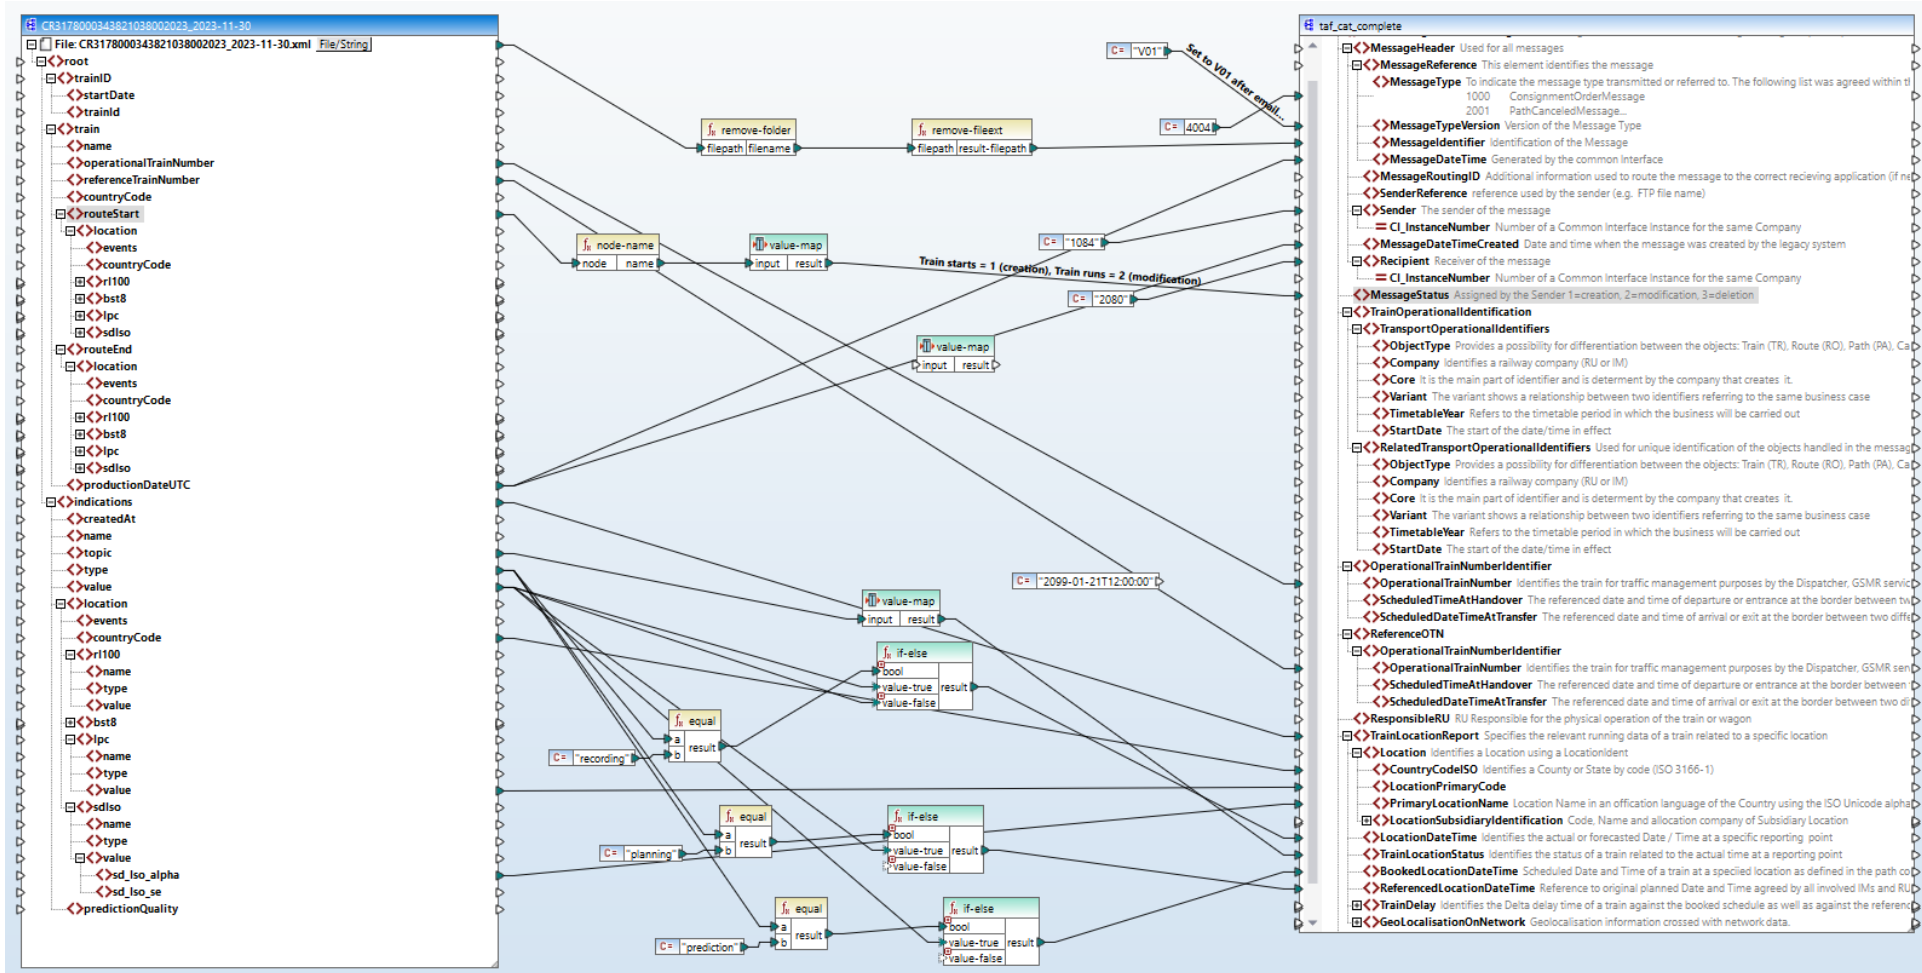 CR3178000343821038002023_2023-11-30
File: CR3178000343821038002023_2023-11-30.xml File/String
root
trainID
startDate
trainId
train
name
operationalTrainNumber
referenceTrainNumber
countryCode
routeStart
location
events
countryCode
rl100
bst8
lpc
sdIso
routeEnd
location
events
countryCode
rl100
bst8
lpc
sdIso
productionDateUTC
indications
createdAt
name
topic
type
value
location
events
countryCode
rl100
name
type
value
bst8
lpc
name
type
value
sdIso
name
type
value
sd_Iso_alpha
sd_Iso_se
predictionQuality
remove-folder
filepath filename
remove-fileext
filepath result-filepath
C= "V01"
Set to V01 after email...
C= 4004
node-name
node name
value-map
input result
C= "1084"
Train starts = 1 (creation), Train runs = 2 (modification)
C= "2080"
value-map
input result
C= "2099-01-21T12:00:00"
value-map
input result
if-else
bool
value-true result
value-false
equal
a
result
b
C= "recording"
equal
a
result
b
C= "planning"
if-else
bool
value-true result
value-false
equal
a
result
b
C= "prediction"
if-else
bool
value-true result
value-false
taf_cat_complete
MessageHeader Used for all messages
MessageReference This element identifies the message
MessageType To indicate the message type transmitted or referred to. The following list was agreed within t
1000 ConsignmentOrderMessage
2001 PathCanceledMessage...
MessageTypeVersion Version of the Message Type
MessageIdentifier Identification of the Message
MessageDateTime Generated by the common Interface
MessageRoutingID Additional information used to route the message to the correct recieving application (if ne
SenderReference reference used by the sender (e.g. FTP file name)
Sender The sender of the message
CI_InstanceNumber Number of a Common Interface Instance for the same Company
MessageDateTimeCreated Date and time when the message was created by the legacy system
Recipient Receiver of the message
CI_InstanceNumber Number of a Common Interface Instance for the same Company
MessageStatus Assigned by the Sender 1=creation, 2=modification, 3=deletion
TrainOperationalIdentification
TransportOperationalIdentifiers
ObjectType Provides a possibility for differentiation between the objects: Train (TR), Route (RO), Path (PA), Ca
Company Identifies a railway company (RU or IM)
Core It is the main part of identifier and is determent by the company that creates it.
Variant The variant shows a relationship between two identifiers referring to the same business case
TimetableYear Refers to the timetable period in which the business will be carried out
StartDate The start of the date/time in effect
RelatedTransportOperationalIdentifiers Used for unique identification of the objects handled in the messag
ObjectType Provides a possibility for differentiation between the objects: Train (TR), Route (RO), Path (PA), Ca
Company Identifies a railway company (RU or IM)
Core It is the main part of identifier and is determent by the company that creates it.
Variant The variant shows a relationship between two identifiers referring to the same business case
TimetableYear Refers to the timetable period in which the business will be carried out
StartDate The start of the date/time in effect
OperationalTrainNumberIdentifier
OperationalTrainNumber Identifies the train for traffic management purposes by the Dispatcher, GSMR servic
ScheduledTimeAtHandover The referenced date and time of departure or entrance at the border between tw
ScheduledDateTimeAtTransfer The referenced date and time of arrival or exit at the border between two diffe
ReferenceOTN
OperationalTrainNumberIdentifier
OperationalTrainNumber Identifies the train for traffic management purposes by the Dispatcher, GSMR sen
ScheduledTimeAtHandover The referenced date and time of departure or entrance at the border between
ScheduledDateTimeAtTransfer The referenced date and time of arrival or exit at the border between two di
ResponsibleRU RU Responsible for the physical operation of the train or wagon
TrainLocationReport Specifies the relevant running data of a train related to a specific location
Location Identifies a Location using a LocationIdent
CountryCodeISO Identifies a County or State by code (ISO 3166-1)
LocationPrimaryCode
PrimaryLocationName Location Name in an offication language of the Country using the ISO Unicode alpha
LocationSubsidiaryIdentification Code, Name and allocation company of Subsidiary Location
LocationDateTime Identifies the actual or forecasted Date / Time at a specific reporting point
TrainLocationStatus Identifies the status of a train related to the actual time at a reporting point
BookedLocationDateTime Scheduled Date and Time of a train at a speciied location as defined in the path co
ReferencedLocationDateTime Reference to original planned Date and Time agreed by all involved IMs and RU
TrainDelay Identifies the Delta delay time of a train against the booked schedule as well as against the referenc
GeoLocalisationOnNetwork Geolocalisation information crossed with network data.